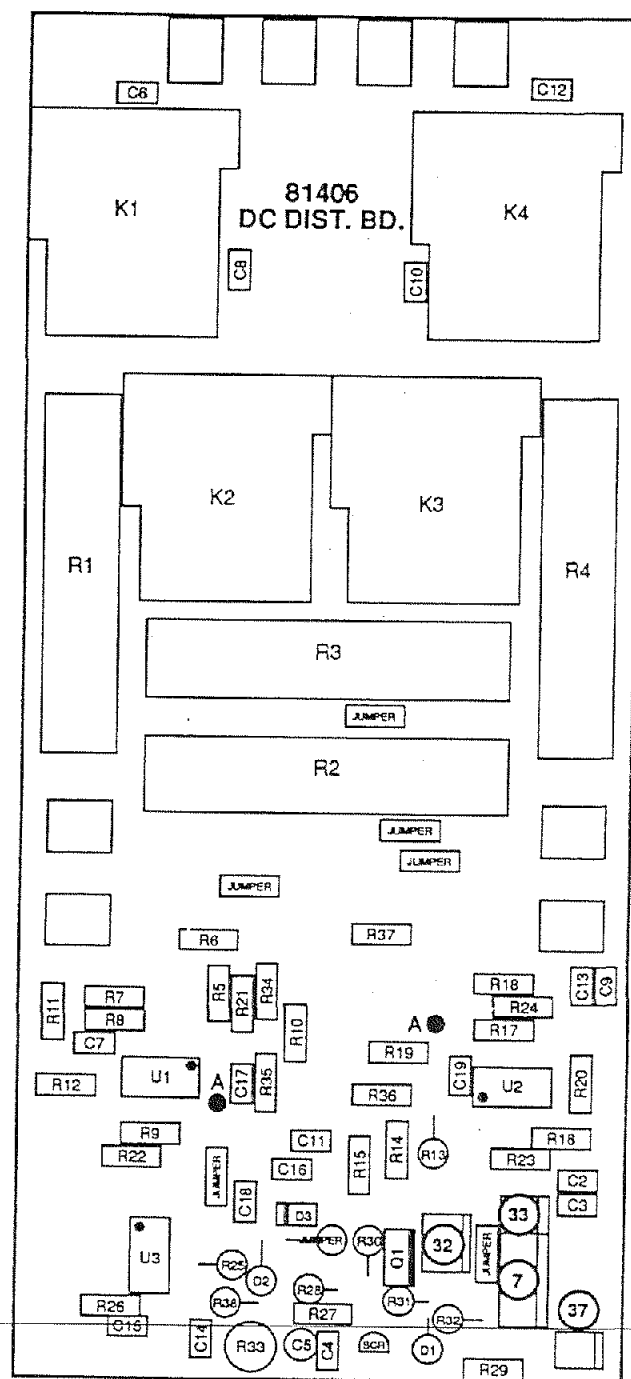 C6
C12
K1
81406
DC DIST. BD.
K4
C8
C10
K2
K3
R1
R4
R3
JUMPER
R2
JUMPER
JUMPER
JUMPER
R6
R37
R11
R7
R5
R21
R34
R18
C13
C9
R8
R10
R24
A
R17
C7
R19
U1
A
C17
R35
C19
U2
R20
R12
R36
R9
C11
R15
R14
R13
R18
R22
C16
R23
JUMPER
C2
C18
D3
33
C3
JUMPER
R30
Q1
32
JUMPER
U3
R25
D2
7
R26
R38
R28
R31
37
C15
R27
R32
C14
R33
C5
C4
SCR
D1
R29